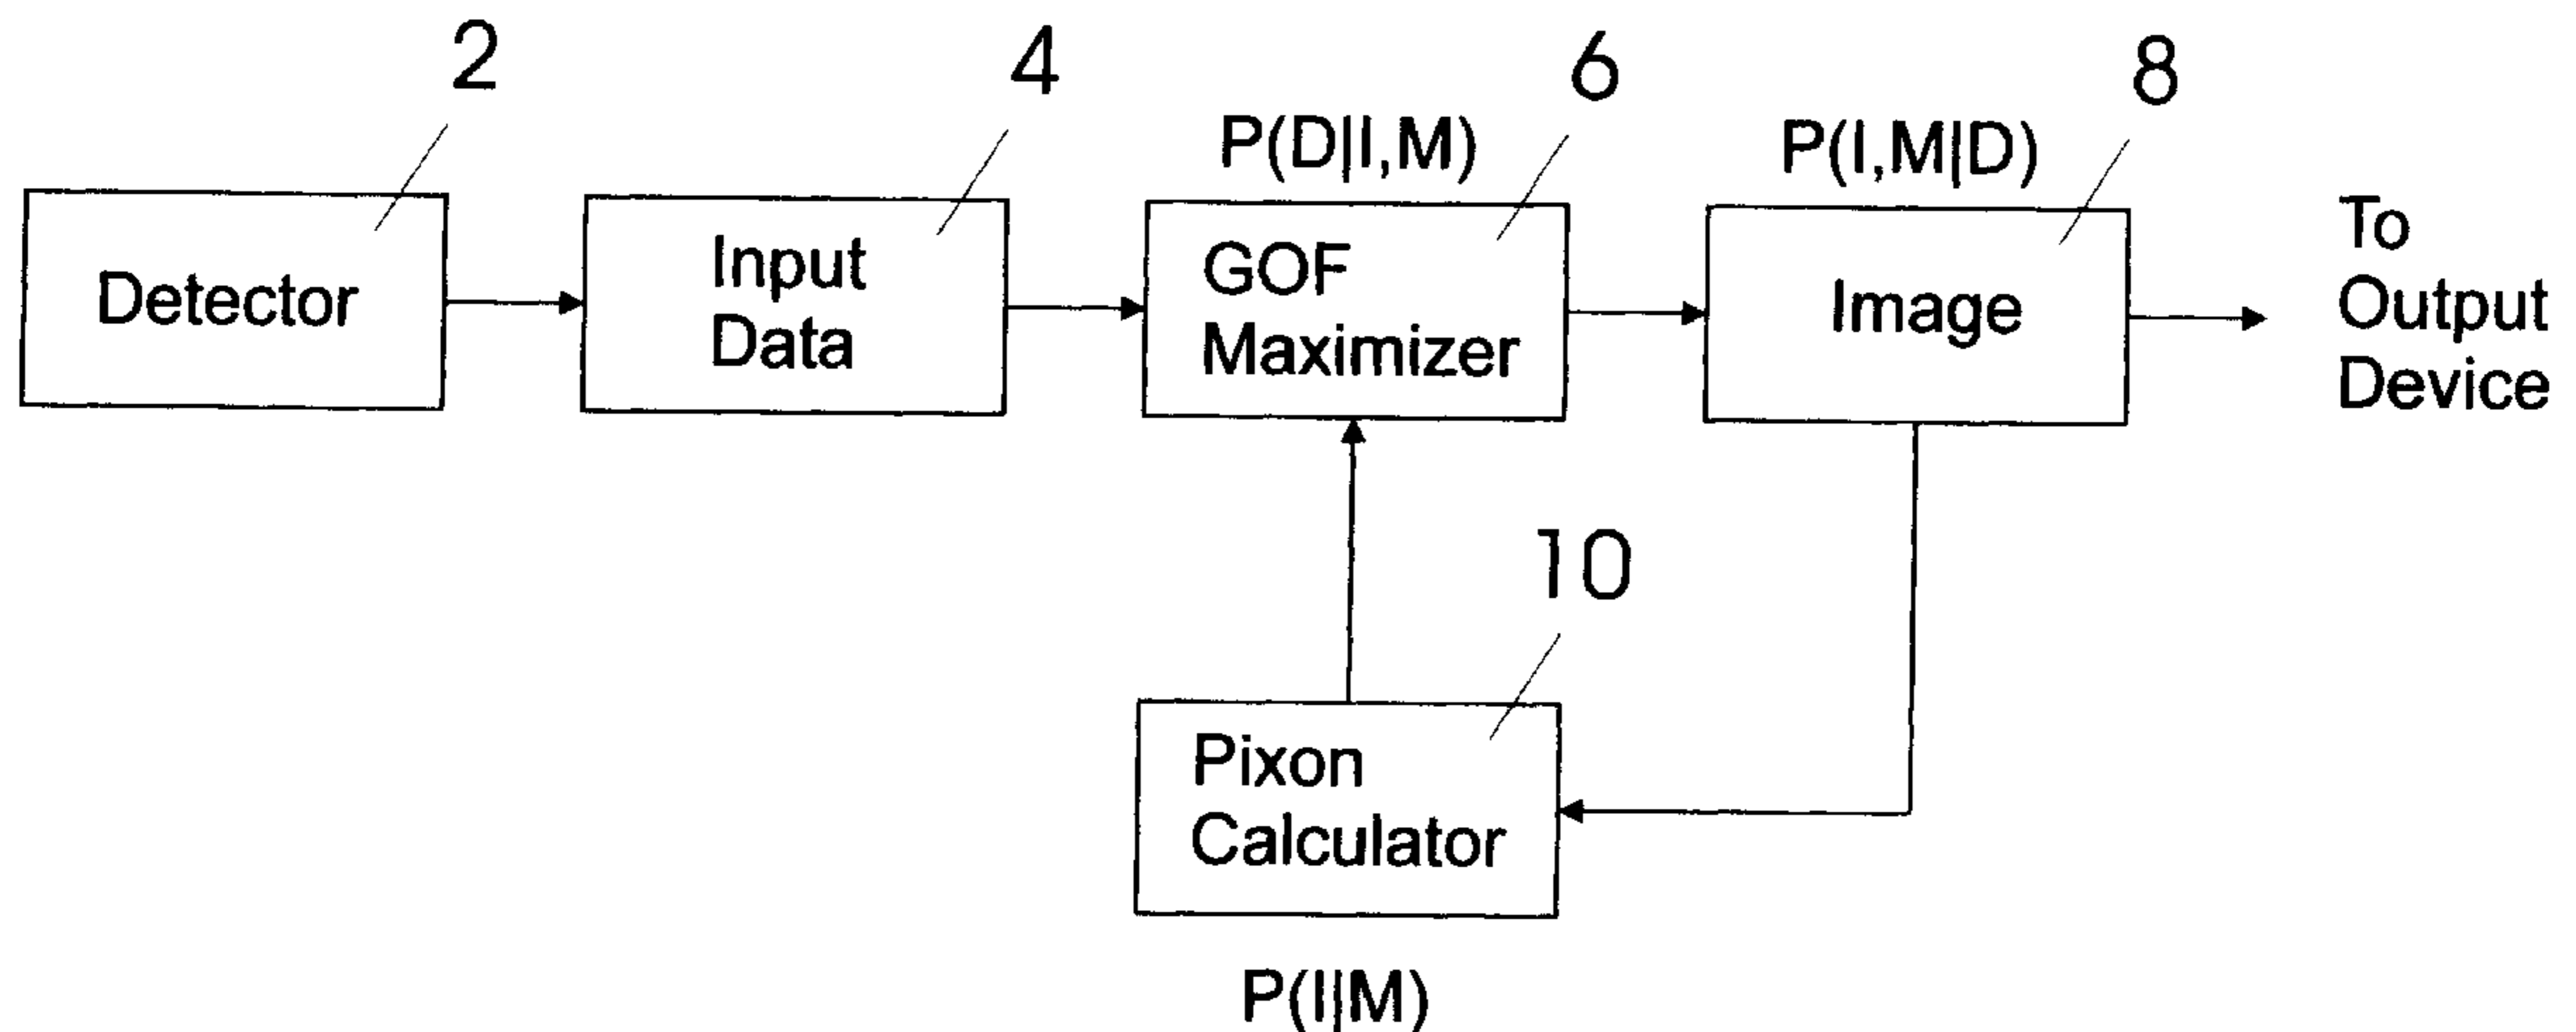 2
4
6
8
P(D|I,M)
P(I,M|D)
Detector
Input
Data
GOF
Maximizer
Image
To
Output
Device
10
Pixon
Calculator
P(I|M)